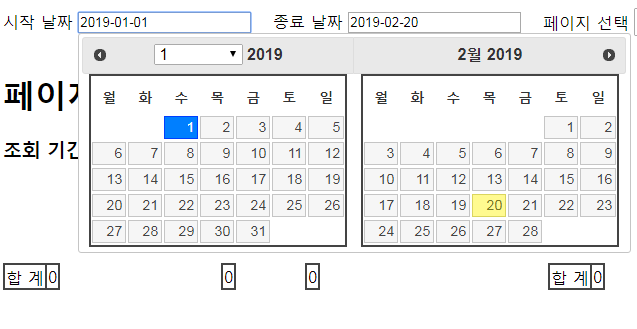 시작 날짜 2019-01-01 종료 날짜 2019-02-20 페이지 선택
1 2019 2월 2019
페이지
월 화 수 목 금 토 일 월 화 수 목 금 토 일
1 2 3 4 5 1 2
조회 기간
6 7 8 9 10 11 12 3 4 5 6 7 8 9
13 14 15 16 17 18 19 10 11 12 13 14 15 16
20 21 22 23 24 25 26 17 18 19 20 21 22 23
27 28 29 30 31 24 25 26 27 28
합 계 0 0 0 합 계 0